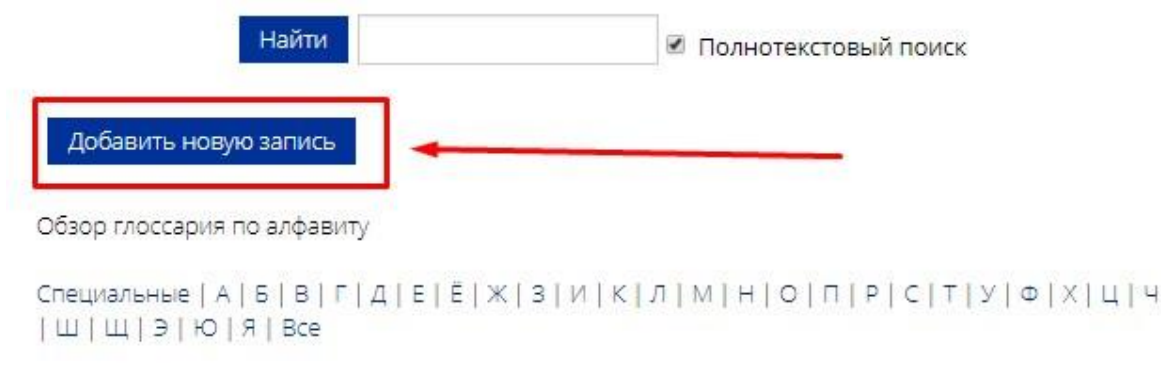 Найти Полнотекстовый поиск
Добавить новую запись
Обзор глоссария по алфавиту
Специальные | А | Б | В | Г | Д | Е | Ё | Ж | З | И | К | Л | М | Н | О | П | Р | С | Т | У | Ф | Х | Ц | Ч
| Ш | Щ | Э | Ю | Я | Все